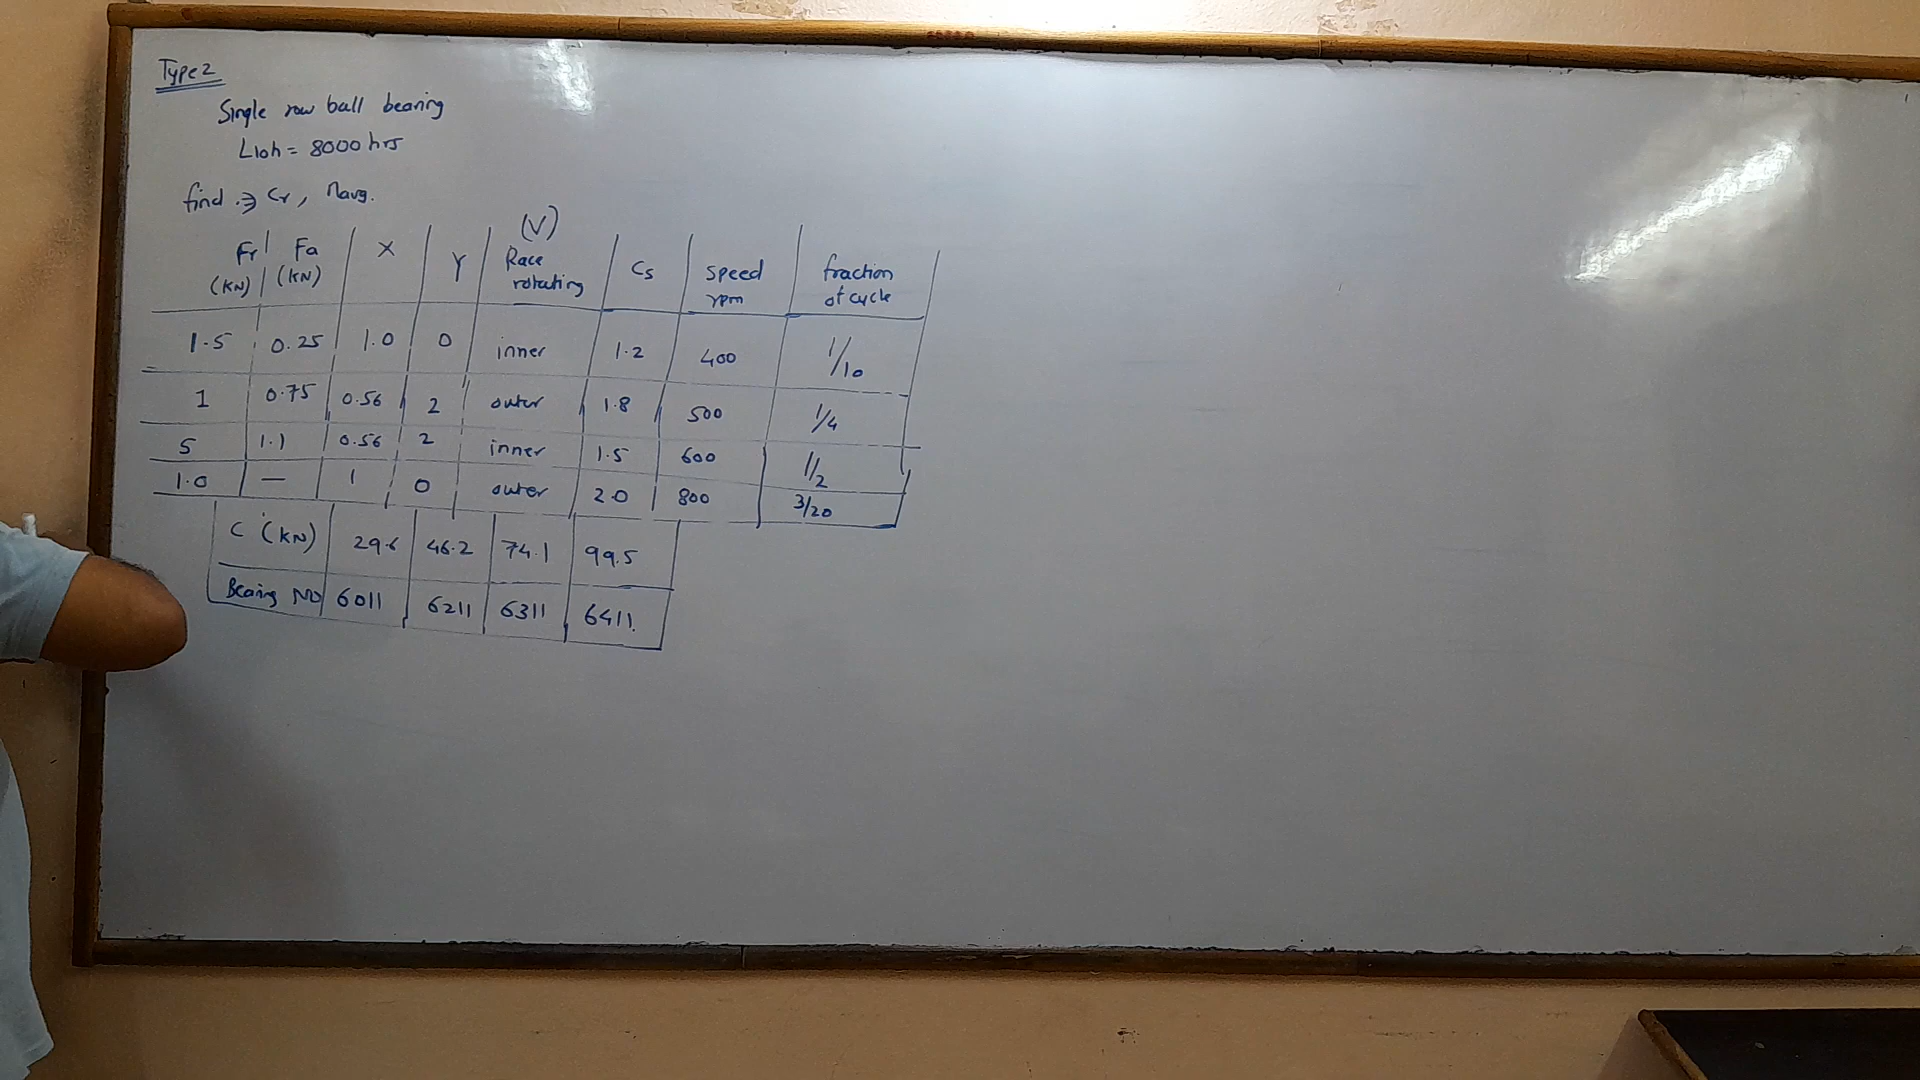 Type 2
Single row ball bearing
L10h = 8000 hrs
find ⇒ Cr, navg.
(V)
Fr (KN) | Fa (KN) | X | Y | Race rotating | Cs | speed rpm | fraction of cycle
1.5 | 0.25 | 1.0 | 0 | inner | 1.2 | 400 | 1/10
1 | 0.75 | 0.56 | 2 | outer | 1.8 | 500 | 1/4
5 | 1.1 | 0.56 | 2 | inner | 1.5 | 600 | 1/2
1.0 | — | 1 | 0 | outer | 2.0 | 800 | 3/20
C (KN) | 29.6 | 46.2 | 74.1 | 99.5
Bearing NO | 6011 | 6211 | 6311 | 6411.